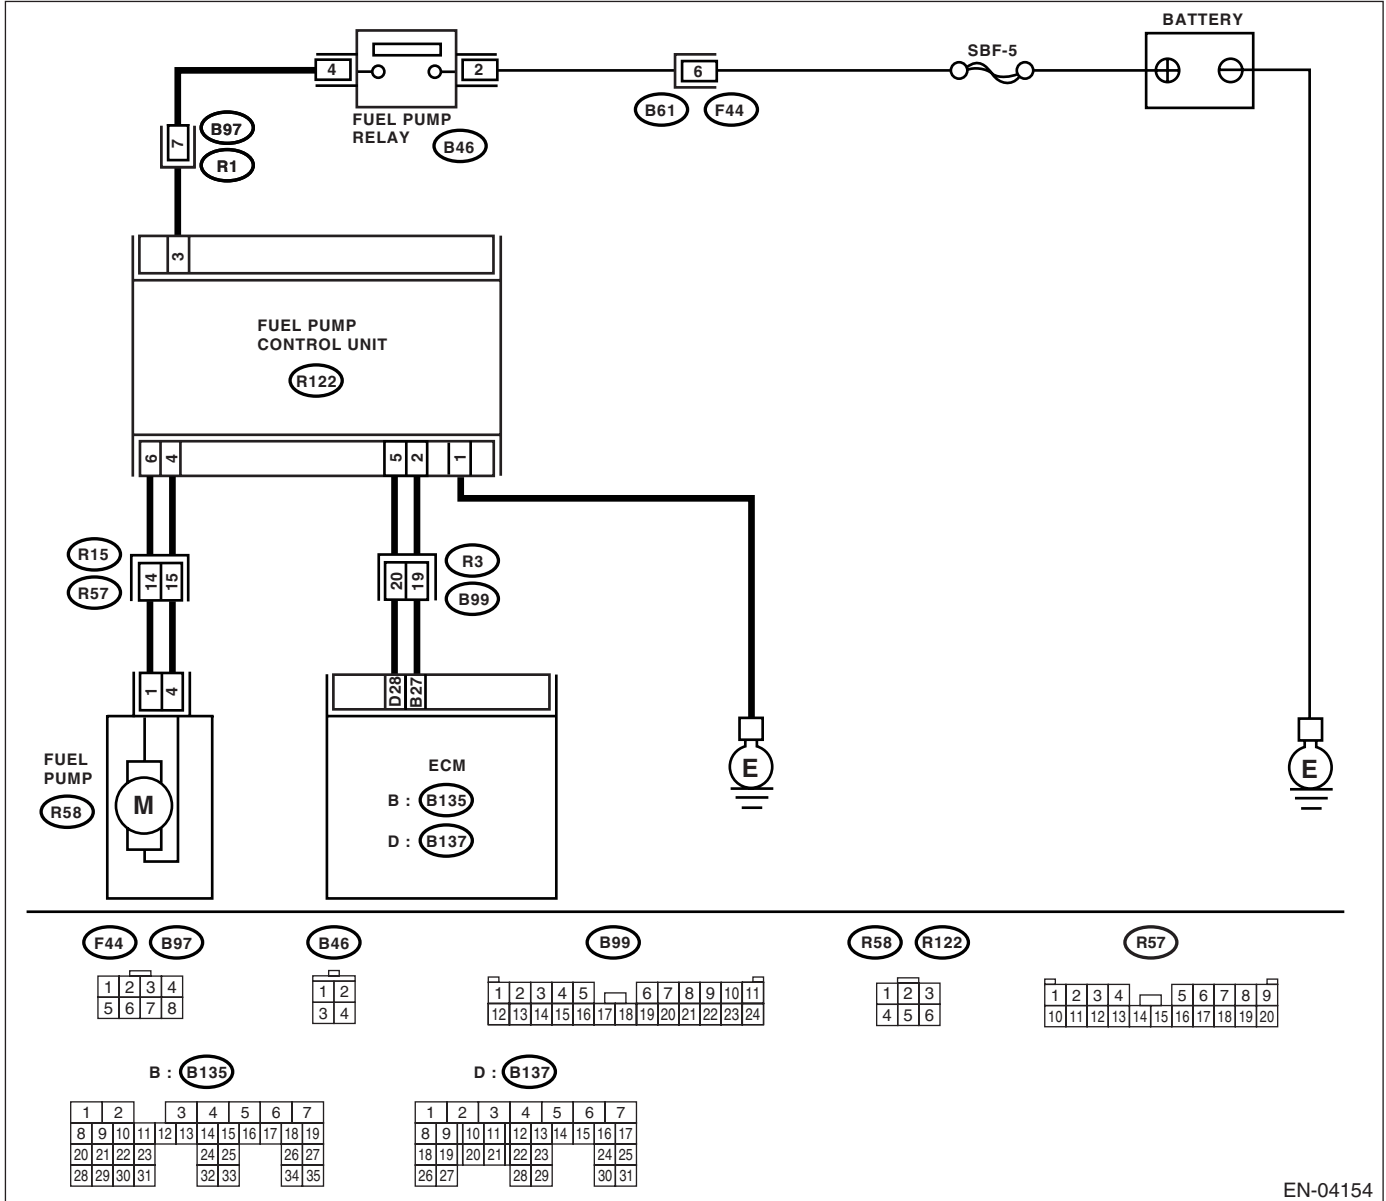 BATTERY
SBF-5
4
2
6
B61
F44
FUEL PUMP
RELAY
B46
7
B97
R1
3
FUEL PUMP
CONTROL UNIT
R122
6 4 5 2 1
R15
R57
14 15
20 19
R3
B99
1 4
D28 B27
FUEL
PUMP
R58
M
ECM
B : B135
D : B137
E
E
F44 B97
1 2 3 4
5 6 7 8
B46
1 2
3 4
B99
1 2 3 4 5 6 7 8 9 10 11
12 13 14 15 16 17 18 19 20 21 22 23 24
R58 R122
1 2 3
4 5 6
R57
1 2 3 4 5 6 7 8 9
10 11 12 13 14 15 16 17 18 19 20
B : B135
1 2 3 4 5 6 7
8 9 10 11 12 13 14 15 16 17 18 19
20 21 22 23 24 25 26 27
28 29 30 31 32 33 34 35
D : B137
1 2 3 4 5 6 7
8 9 10 11 12 13 14 15 16 17
18 19 20 21 22 23 24 25
26 27 28 29 30 31
EN-04154